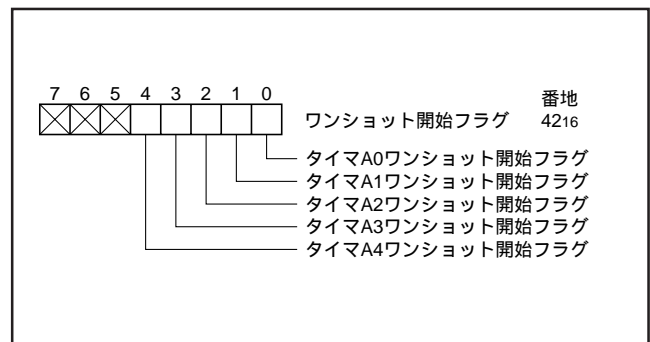 7 6 5 4 3 2 1 0
番地
ワンショット開始フラグ 4216
タイマA0ワンショット開始フラグ
タイマA1ワンショット開始フラグ
タイマA2ワンショット開始フラグ
タイマA3ワンショット開始フラグ
タイマA4ワンショット開始フラグ